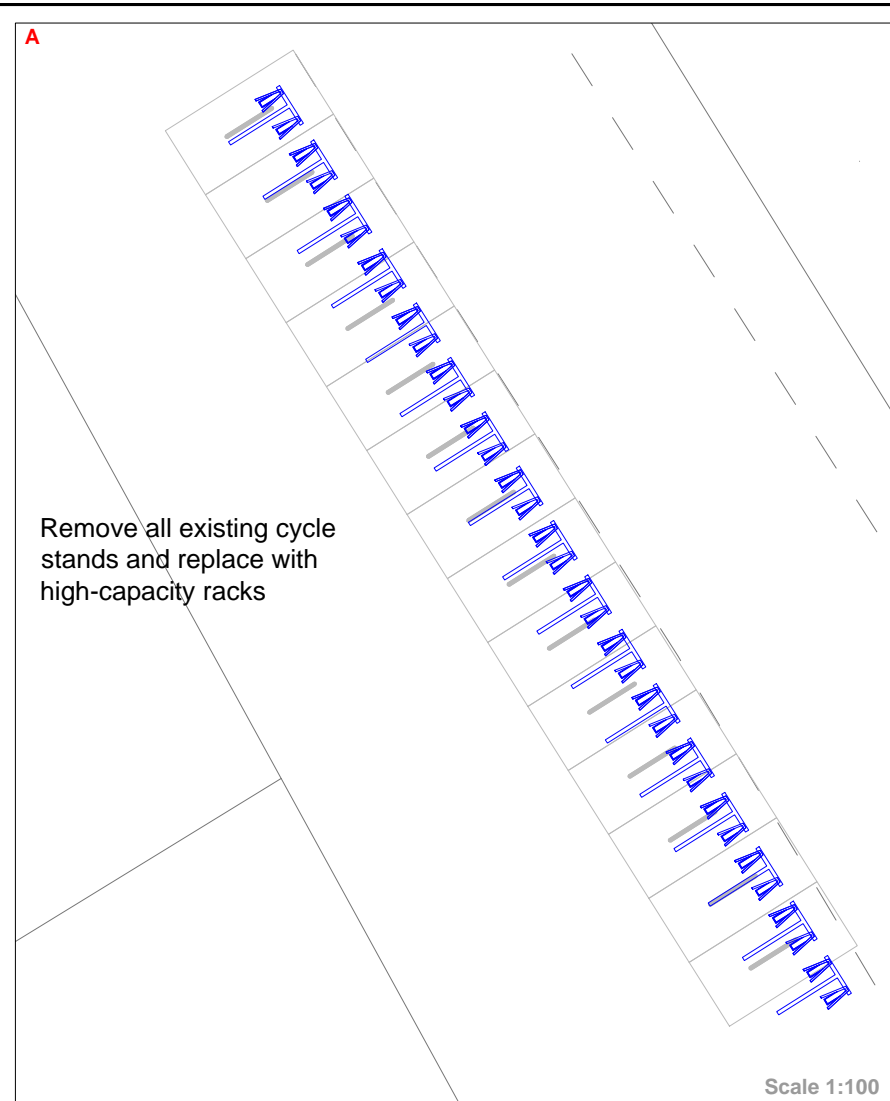 A
Remove all existing cycle
stands and replace with
high-capacity racks
Scale 1:100